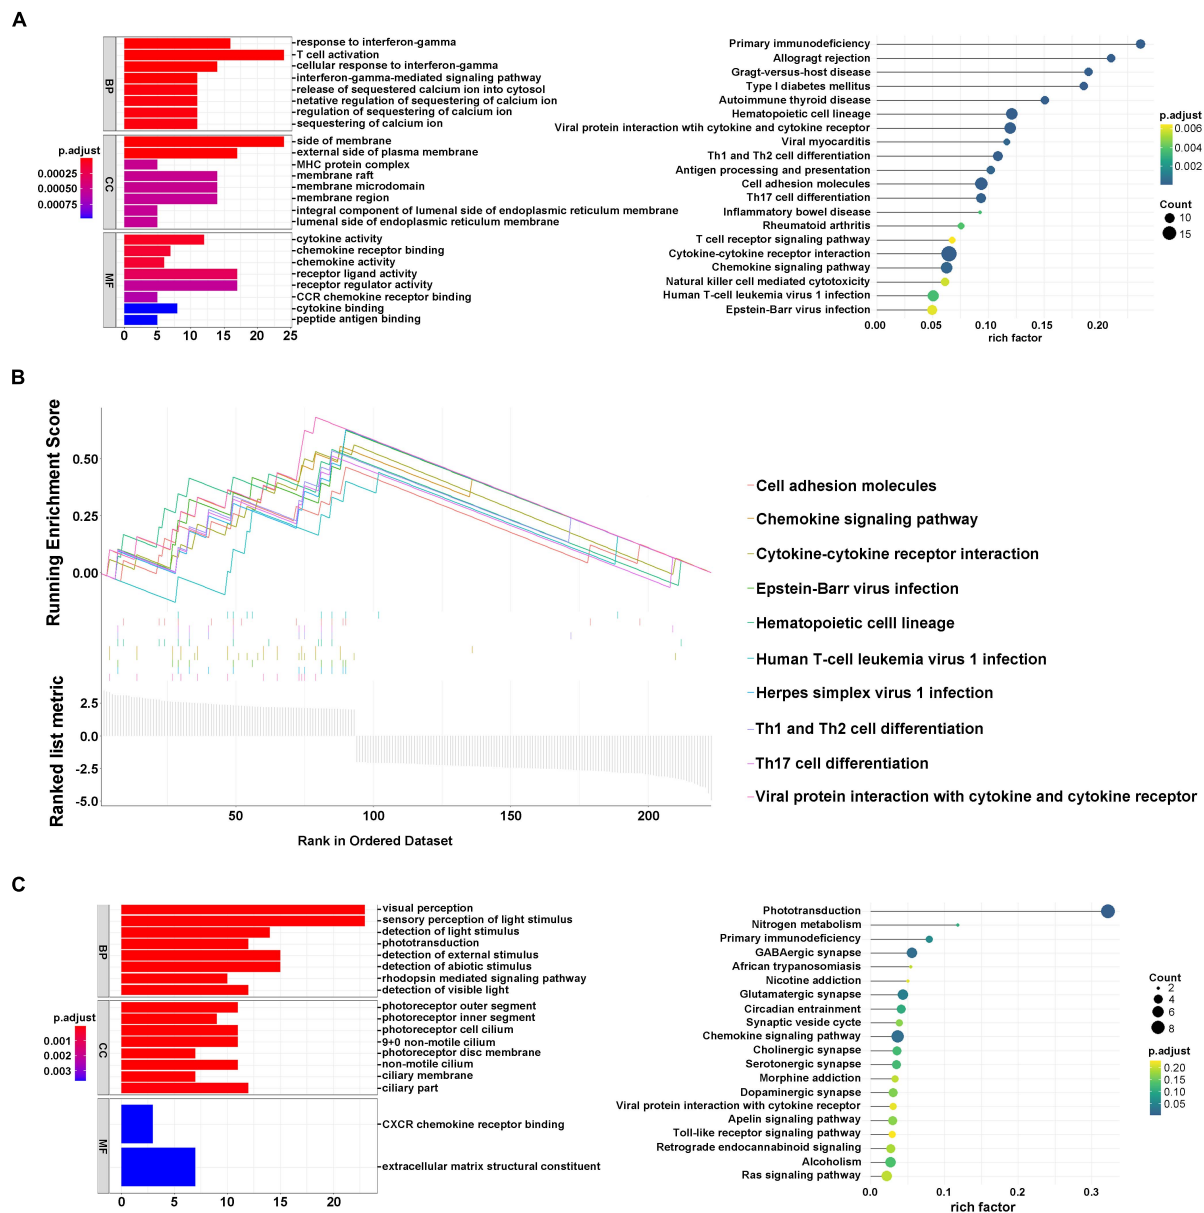 A
BP
response to interferon-gamma
T cell activation
cellular response to interferon-gamma
interferon-gamma-mediated signaling pathway
release of sequestered calcium ion into cytosol
netative regulation of sequestering of calcium ion
regulation of sequestering of calcium ion
sequestering of calcium ion
p.adjust
0.00025
0.00050
0.00075
CC
side of membrane
external side of plasma membrane
MHC protein complex
membrane raft
membrane microdomain
membrane region
integral component of lumenal side of endoplasmic reticulum membrane
lumenal side of endoplasmic reticulum membrane
MF
cytokine activity
chemokine receptor binding
chemokine activity
receptor ligand activity
receptor regulator activity
CCR chemokine receptor binding
cytokine binding
peptide antigen binding
0 5 10 15 20 25
Primary immunodeficiency
Allogragt rejection
Gragt-versus-host disease
Type I diabetes mellitus
Autoimmune thyroid disease
Hematopoietic cell lineage
Viral protein interaction wtih cytokine and cytokine receptor
Viral myocarditis
Th1 and Th2 cell differentiation
Antigen processing and presentation
Cell adhesion molecules
Th17 cell differentiation
Inflammatory bowel disease
Rheumatoid arthritis
T cell receptor signaling pathway
Cytokine-cytokine receptor interaction
Chemokine signaling pathway
Natural killer cell mediated cytotoxicity
Human T-cell leukemia virus 1 infection
Epstein-Barr virus infection
0.00 0.05 0.10 0.15 0.20
rich factor
p.adjust
0.006
0.004
0.002
Count
10
15
B
Running Enrichment Score
0.50
0.25
0.00
Ranked list metric
2.5
0.0
-2.5
-5.0
50 100 150 200
Rank in Ordered Dataset
Cell adhesion molecules
Chemokine signaling pathway
Cytokine-cytokine receptor interaction
Epstein-Barr virus infection
Hematopoietic celll lineage
Human T-cell leukemia virus 1 infection
Herpes simplex virus 1 infection
Th1 and Th2 cell differentiation
Th17 cell differentiation
Viral protein interaction with cytokine and cytokine receptor
C
BP
visual perception
sensory perception of light stimulus
detection of light stimulus
phototransduction
detection of external stimulus
detection of abiotic stimulus
rhodopsin mediated signaling pathway
detection of visible light
p.adjust
0.001
0.002
0.003
CC
photoreceptor outer segment
photoreceptor inner segment
photoreceptor cell cilium
9+0 non-motile cilium
photoreceptor disc membrane
non-motile cilium
ciliary membrane
ciliary part
MF
CXCR chemokine receptor binding
extracellular matrix structural constituent
0 5 10 15 20
Phototransduction
Nitrogen metabolism
Primary immunodeficiency
GABAergic synapse
African trypanosomiasis
Nicotine addiction
Glutamatergic synapse
Circadian entrainment
Synaptic veside cycte
Chemokine signaling pathway
Cholinergic synapse
Serotonergic synapse
Morphine addiction
Dopaminergic synapse
Viral protein interaction with cytokine receptor
Apelin signaling pathway
Toll-like receptor signaling pathway
Retrograde endocannabinoid signaling
Alcoholism
Ras signaling pathway
0.0 0.1 0.2 0.3
rich factor
Count
2
4
6
8
p.adjust
0.20
0.15
0.10
0.05